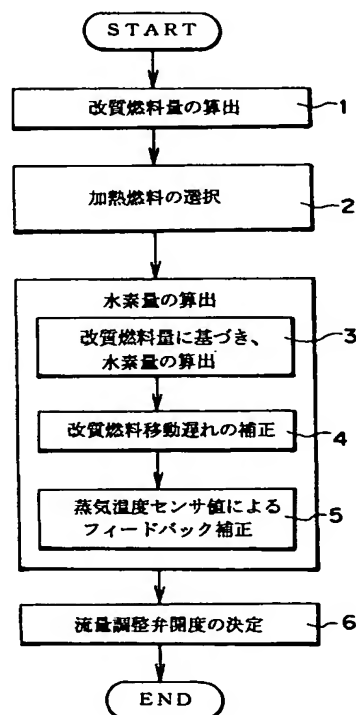 START
改質燃料量の算出
1
加熱燃料の選択
2
水素量の算出
改質燃料量に基づき、
水素量の算出
3
改質燃料移動遅れの補正
4
蒸気温度センサ値による
フィードバック補正
5
流量調整弁開度の決定
6
END